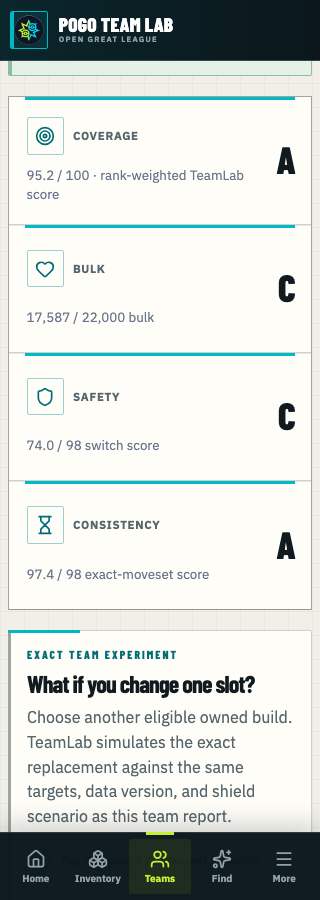 POGO TEAM LAB
OPEN GREAT LEAGUE
COVERAGE
A
95.2 / 100 · rank-weighted TeamLab
score
BULK
C
17,587 / 22,000 bulk
SAFETY
C
74.0 / 98 switch score
CONSISTENCY
A
97.4 / 98 exact-moveset score
EXACT TEAM EXPERIMENT
What if you change one slot?
Choose another eligible owned build.
TeamLab simulates the exact
replacement against the same
targets, data version, and shield
scenario as this team report.
Home
Inventory
Teams
Find
More